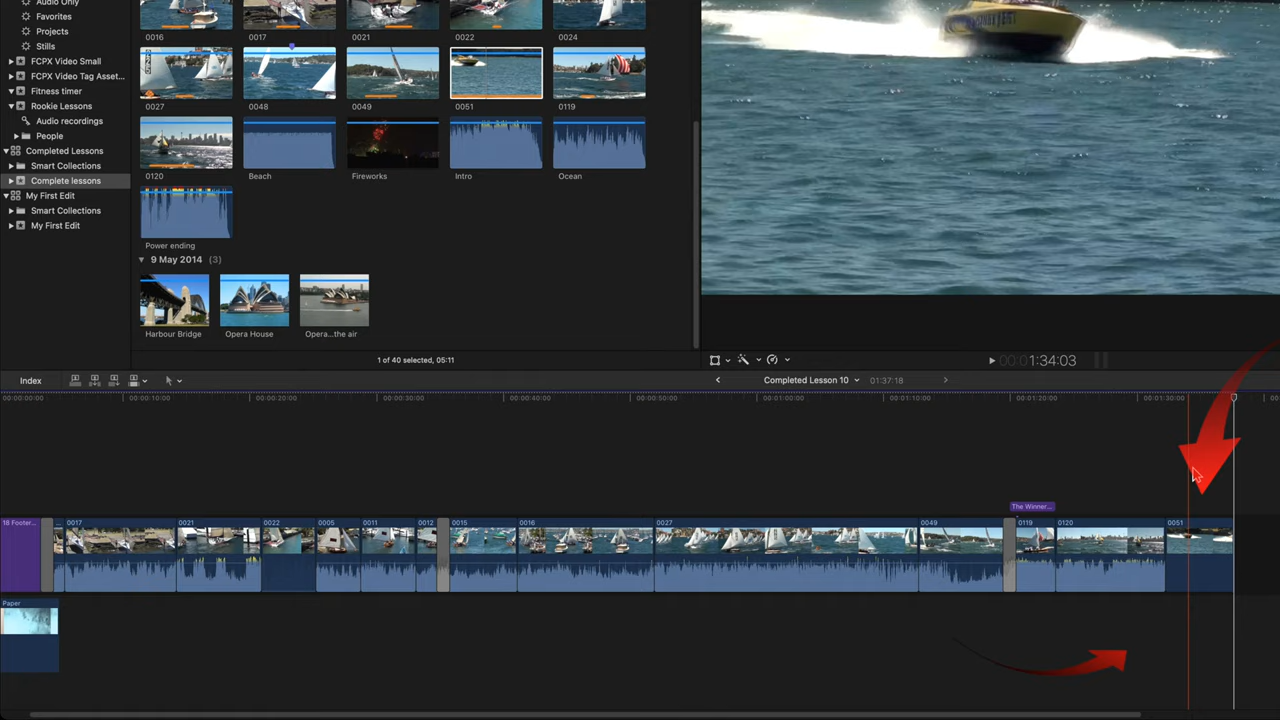 Audio Only
Favorites
Projects
Stills
FCPX Video Small
FCPX Video Tag Asset...
Fitness timer
Rookie Lessons
Audio recordings
People
Completed Lessons
Smart Collections
Complete lessons
My First Edit
Smart Collections
My First Edit
0016 0017 0021 0022 0024
0027 0048 0049 0051 0119
0120 Beach Fireworks Intro Ocean
Power ending
9 May 2014 (3)
Harbour Bridge Opera House Opera...the air
1 of 40 selected, 05:11
00:00:1:34:03
Index
Completed Lesson 10 01:37:18
00:00:00:00 00:00:10:00 00:00:20:00 00:00:30:00 00:00:40:00 00:00:50:00 00:01:00:00 00:01:10:00 00:01:20:00 00:01:30:00
The Winner...
18 Footer... 0017 0021 0022 0005 0011 0012 0015 0016 0027 0049 0119 0120 0051
Paper